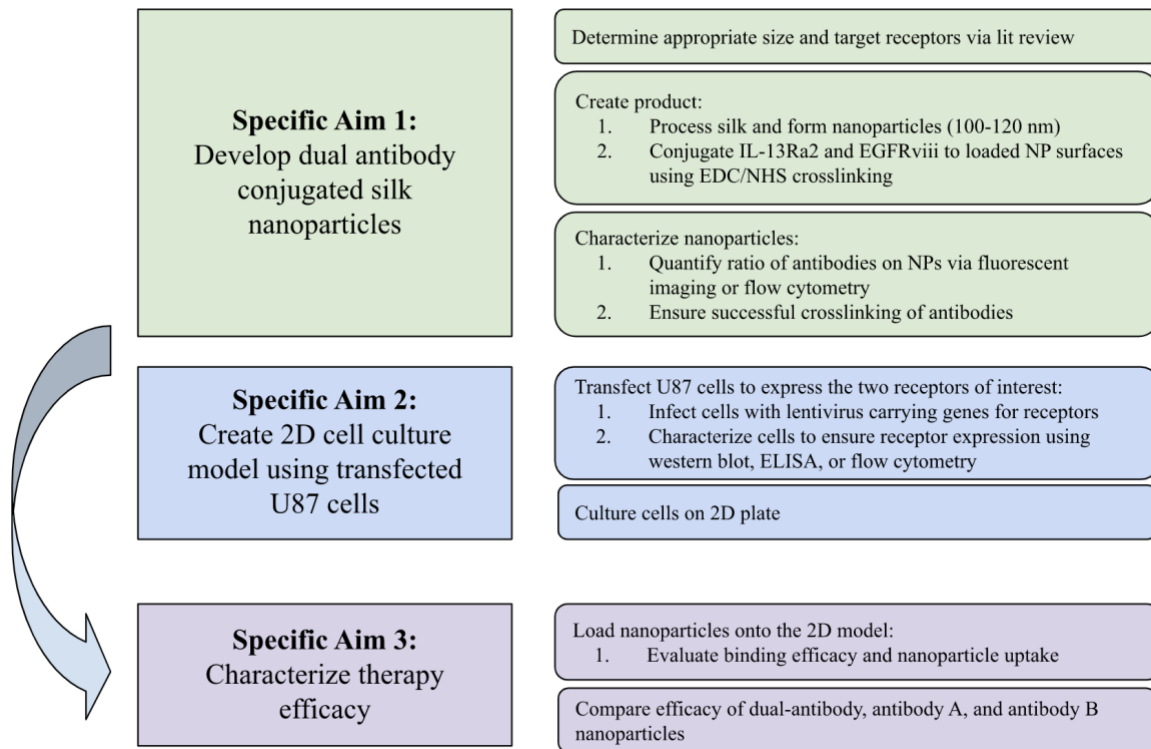 Specific Aim 1:
Develop dual antibody
conjugated silk
nanoparticles
Determine appropriate size and target receptors via lit review
Create product:
1. Process silk and form nanoparticles (100-120 nm)
2. Conjugate IL-13Ra2 and EGFRviii to loaded NP surfaces
using EDC/NHS crosslinking
Characterize nanoparticles:
1. Quantify ratio of antibodies on NPs via fluorescent
imaging or flow cytometry
2. Ensure successful crosslinking of antibodies
Specific Aim 2:
Create 2D cell culture
model using transfected
U87 cells
Transfect U87 cells to express the two receptors of interest:
1. Infect cells with lentivirus carrying genes for receptors
2. Characterize cells to ensure receptor expression using
western blot, ELISA, or flow cytometry
Culture cells on 2D plate
Specific Aim 3:
Characterize therapy
efficacy
Load nanoparticles onto the 2D model:
1. Evaluate binding efficacy and nanoparticle uptake
Compare efficacy of dual-antibody, antibody A, and antibody B
nanoparticles